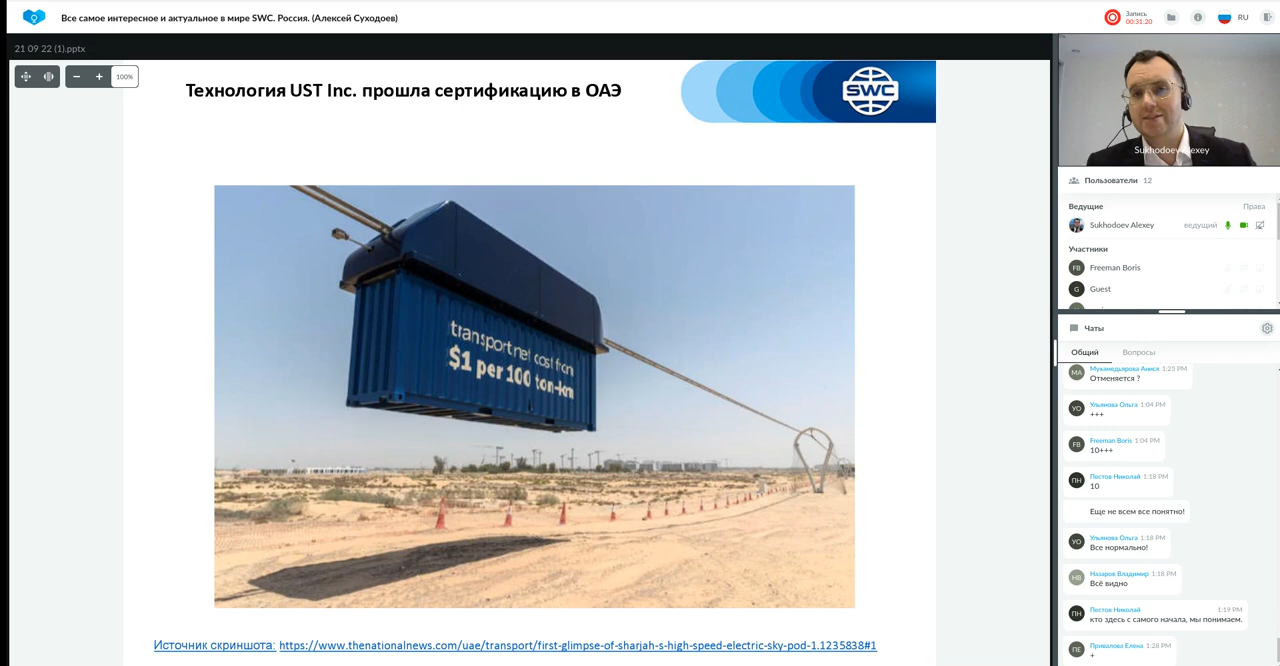 Все самое интересное и актуальное в мире SWC. Россия. (Алексей Суходоев)
Запись
00:31:20
RU
21 09 22 (1).pptx
100%
Технология UST Inc. прошла сертификацию в ОАЭ
SWC
transportnet cost from
$1 per 100 ton-km
Источник скриншота: https://www.thenationalnews.com/uae/transport/first-glimpse-of-sharjah-s-high-speed-electric-sky-pod-1.1235838#1
Sukhodoev Alexey
Пользователи 12
Ведущие Права
Sukhodoev Alexey ведущий
Участники
FB Freeman Boris
G Guest
Чаты
Общий Вопросы
МА Мухамедьярова Аниса 1:25 PM
Отменяется ?
УО Ульянова Ольга 1:04 PM
+++
FB Freeman Boris 1:04 PM
10+++
ПН Пестов Николай 1:18 PM
10
Еще не всем все понятно!
УО Ульянова Ольга 1:18 PM
Все нормально!
НВ Назаров Владимир 1:18 PM
Всё видно
ПН Пестов Николай 1:19 PM
кто здесь с самого начала, мы понимаем.
ПЕ Привалова Елена 1:28 PM
+